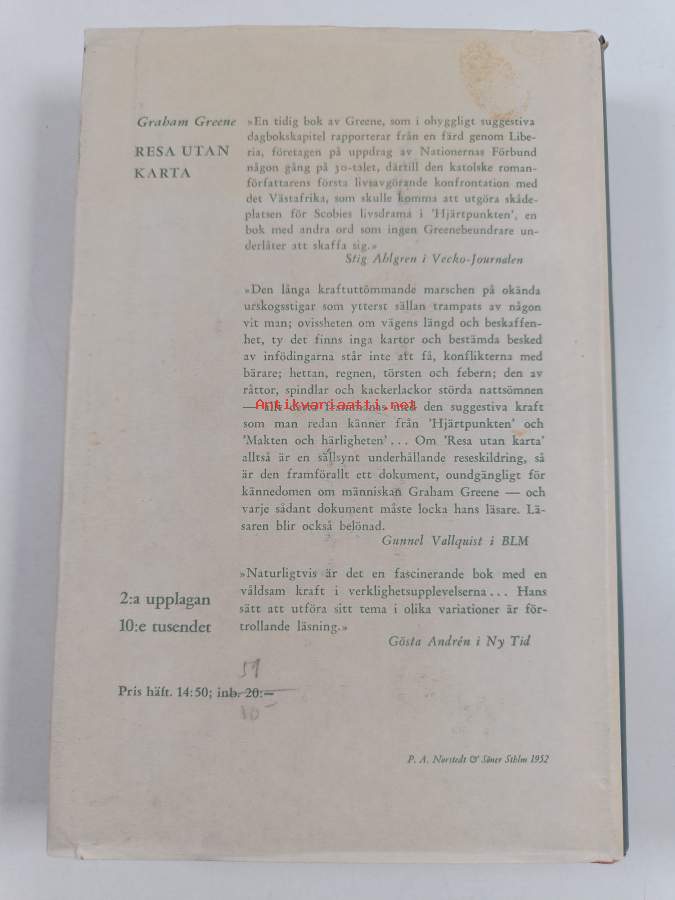 Graham Greene
RESA UTAN
KARTA
»En tidig bok av Greene, som i ohyggligt suggestiva
dagbokskapitel rapporterar från en färd genom Libe-
ria, företagen på uppdrag av Nationernas Förbund
någon gång på 30-talet, därtill den katolske roman-
författarens första livsavgörande konfrontation med
det Västafrika, som skulle komma att utgöra skåde-
platsen för Scobies livsdrama i 'Hjärtpunkten', en
bok med andra ord som ingen Greenebeundrare un-
derlåter att skaffa sig.»
Stig Ahlgren i Vecko-Journalen
»Den långa kraftuttömmande marschen på okända
urskogsstigar som ytterst sällan trampats av någon
vit man; ovissheten om vägens längd och beskaffen-
het, ty det finns inga kartor och bestämda besked
av infödingarna står inte att få, konflikterna med
bärare; hettan, regnen, törsten och febern; den av
råttor, spindlar och kackerlackor störda nattsömnen
Antikvariaatti.net
— allt detta frammanas med den suggestiva kraft
som man redan känner från 'Hjärtpunkten' och
'Makten och härligheten'... Om 'Resa utan karta'
alltså är en sällsynt underhållande reseskildring, så
är den framförallt ett dokument, oundgängligt för
kännedomen om människan Graham Greene — och
varje sådant dokument måste locka hans läsare. Lä-
saren blir också belönad.
Gunnel Vallquist i BLM
»Naturligtvis är det en fascinerande bok med en
våldsam kraft i verklighetsupplevelserna... Hans
sätt att utföra sitt tema i olika variationer är för-
trollande läsning.»
Gösta Andrén i Ny Tid
2:a upplagan
10:e tusendet
Pris häft. 14:50; inb. 20:—
10-
P. A. Norstedt & Söner Sthlm 1952